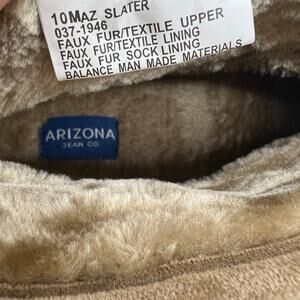 10MAZ SLATER
037-1946
FAUX FUR/TEXTILE UPPER
FAUX FUR/TEXTILE LINING
FAUX FUR SOCK LINING
BALANCE MAN MADE MATERIALS
ARIZONA
JEAN CO